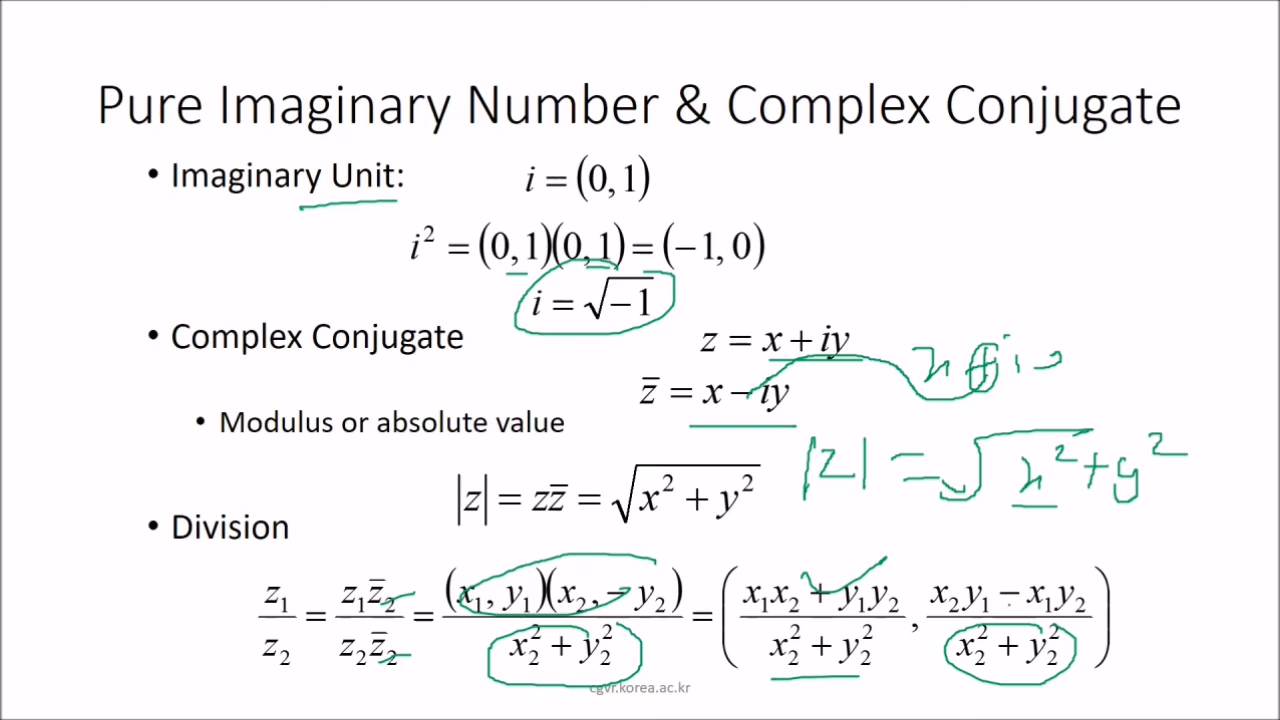 Pure Imaginary Number & Complex Conjugate
• Imaginary Unit: i = (0, 1)
i² = (0, 1)(0, 1) = (−1, 0)
i = √−1
• Complex Conjugate z = x + iy
z̄ = x − iy
• Modulus or absolute value
|z| = zz̄ = √(x² + y²) |z| = √x² + y²
• Division
z₁/z₂ = z₁z̄₂/z₂z̄₂ = (x₁, y₁)(x₂, −y₂)/(x₂² + y₂²) = ((x₁x₂ + y₁y₂)/(x₂² + y₂²), (x₂y₁ − x₁y₂)/(x₂² + y₂²))
cgvr.korea.ac.kr